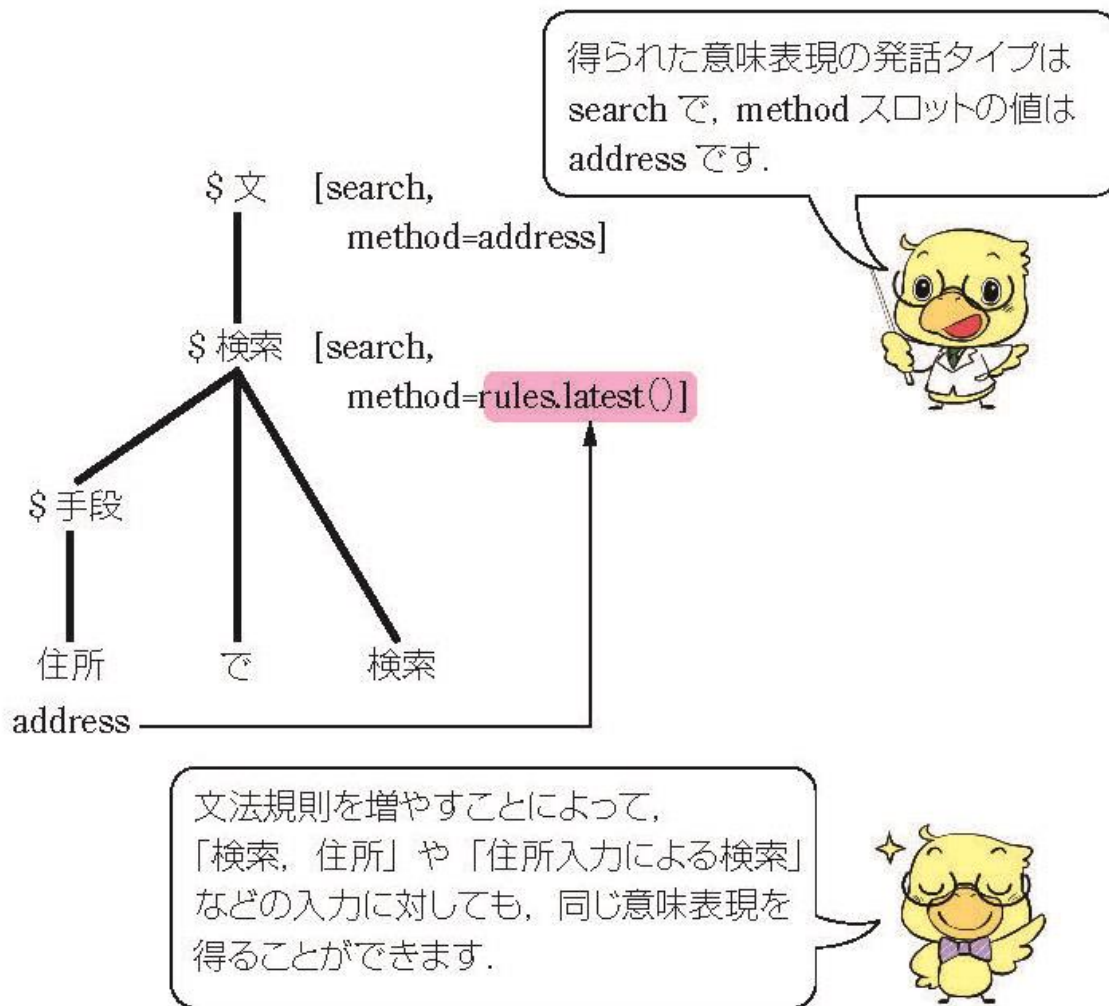 得られた意味表現の発話タイプは
search で, method スロットの値は
address です.
$ 文 [search,
method=address]
$ 検索 [search,
method=rules.latest()]
$ 手段
住所 で 検索
address
文法規則を増やすことによって,
「検索, 住所」や「住所入力による検索」
などの入力に対しても, 同じ意味表現を
得ることができます.